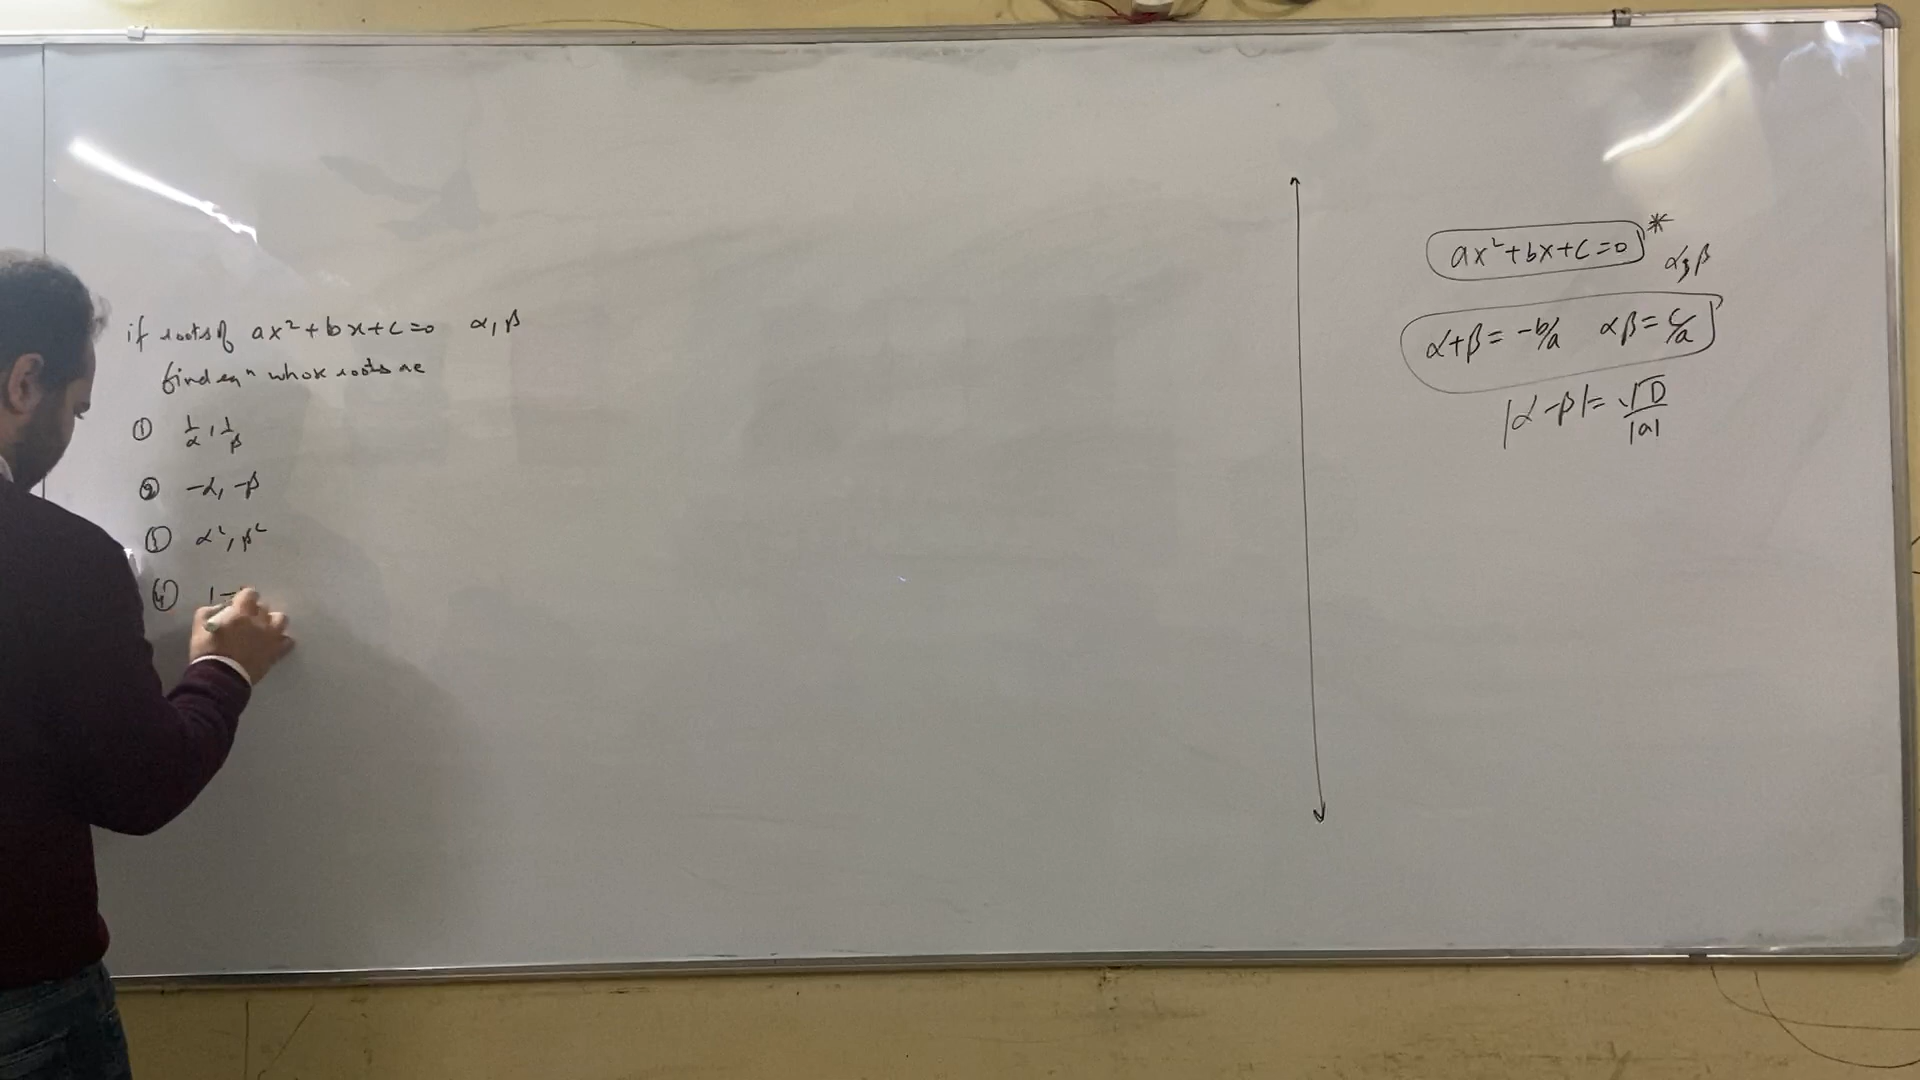 if roots of ax²+bx+c=0 α, β
find eqⁿ whose roots are
① 1/α, 1/β
② -α, -β
③ α², β²
④
ax²+bx+c=0 *
α, β
α+β = -b/a αβ = c/a
|α-β| = √D/|a|